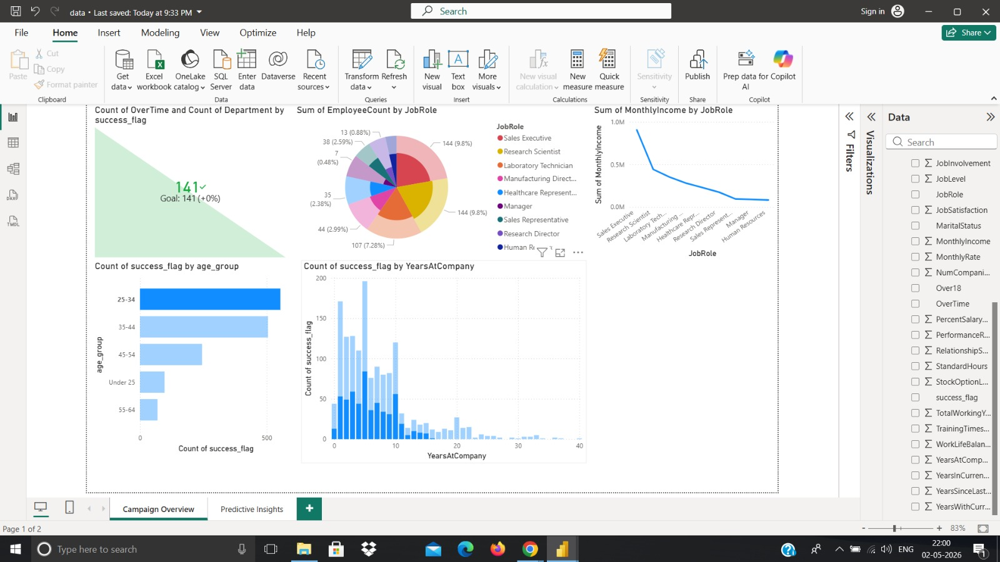 data • Last saved: Today at 9:33 PM
Search
Sign in
File
Home
Insert
Modeling
View
Optimize
Help
Share
Paste
Cut
Copy
Format painter
Clipboard
Get data
Excel workbook
OneLake catalog
SQL Server
Enter data
Dataverse
Recent sources
Data
Transform data
Refresh
Queries
New visual
Text box
More visuals
Insert
New visual calculation
New measure
Quick measure
Calculations
Sensitivity
Sensitivity
Publish
Share
Prep data for AI
Copilot
Copilot
Count of OverTime and Count of Department by
success_flag
141
Goal: 141 (+0%)
Sum of EmployeeCount by JobRole
13 (0.88%)
38 (2.59%)
7
(0.48%)
35
(2.38%)
44 (2.99%)
107 (7.28%)
144 (9.8%)
144 (9.8%)
JobRole
Sales Executive
Research Scientist
Laboratory Technician
Manufacturing Direct...
Healthcare Represent...
Manager
Sales Representative
Research Director
Human Re
Sum of MonthlyIncome by JobRole
Sum of MonthlyIncome
1.0M
0.5M
0.0M
Sales Executive
Research Scientist
Laboratory Tech...
Manufacturing ...
Healthcare Repr...
Research Director
Sales Represent...
Manager
Human Resources
JobRole
Count of success_flag by age_group
age_group
25-34
35-44
45-54
Under 25
55-64
0
500
Count of success_flag
Count of success_flag by YearsAtCompany
Count of success_flag
200
150
100
50
0
0
10
20
30
40
YearsAtCompany
Filters
Visualizations
Data
Search
JobInvolvement
JobLevel
JobRole
JobSatisfaction
MaritalStatus
MonthlyIncome
MonthlyRate
NumCompani...
Over18
OverTime
PercentSalary...
PerformanceR...
RelationshipS...
StandardHours
StockOptionL...
success_flag
TotalWorkingY...
TrainingTimes...
WorkLifeBalan...
YearsAtComp...
YearsInCurren...
YearsSinceLast...
YearsWithCurr...
DAX
TMDL
Campaign Overview
Predictive Insights
+
Page 1 of 2
- + 83%
Type here to search
ENG
22:00
02-05-2026
1